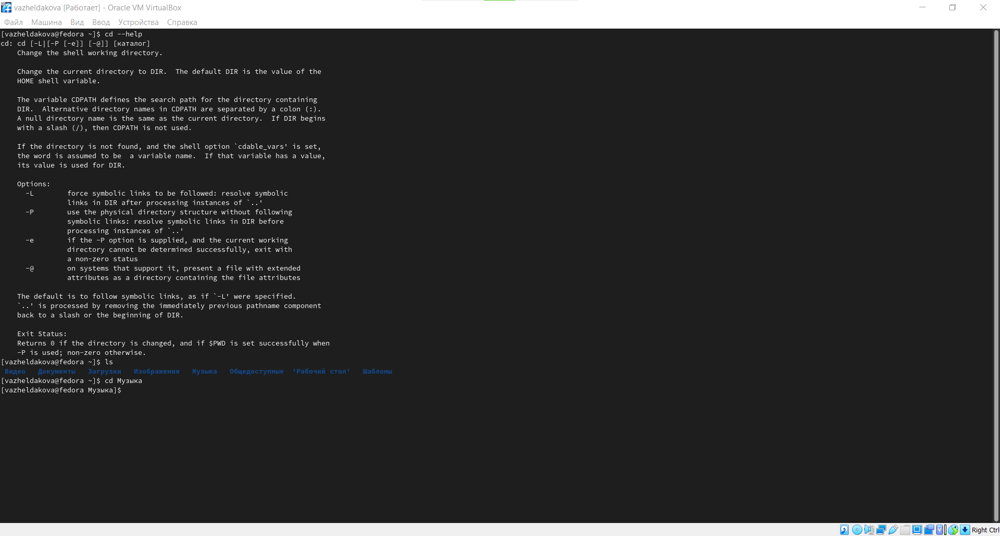 vazheldakova [Работает] - Oracle VM VirtualBox
Файл Машина Вид Ввод Устройства Справка
[vazheldakova@fedora ~]$ cd --help
cd: cd [-L|[-P [-e]] [-@]] [каталог]
    Change the shell working directory.

    Change the current directory to DIR.  The default DIR is the value of the
    HOME shell variable.

    The variable CDPATH defines the search path for the directory containing
    DIR.  Alternative directory names in CDPATH are separated by a colon (:).
    A null directory name is the same as the current directory.  If DIR begins
    with a slash (/), then CDPATH is not used.

    If the directory is not found, and the shell option `cdable_vars' is set,
    the word is assumed to be  a variable name.  If that variable has a value,
    its value is used for DIR.

    Options:
      -L        force symbolic links to be followed: resolve symbolic
                links in DIR after processing instances of `..'
      -P        use the physical directory structure without following
                symbolic links: resolve symbolic links in DIR before
                processing instances of `..'
      -e        if the -P option is supplied, and the current working
                directory cannot be determined successfully, exit with
                a non-zero status
      -@        on systems that support it, present a file with extended
                attributes as a directory containing the file attributes

    The default is to follow symbolic links, as if `-L' were specified.
    `..' is processed by removing the immediately previous pathname component
    back to a slash or the beginning of DIR.

    Exit Status:
    Returns 0 if the directory is changed, and if $PWD is set successfully when
    -P is used; non-zero otherwise.
[vazheldakova@fedora ~]$ ls
 Видео   Документы   Загрузки   Изображения   Музыка   Общедоступные  'Рабочий стол'   Шаблоны
[vazheldakova@fedora ~]$ cd Музыка
[vazheldakova@fedora Музыка]$
Right Ctrl